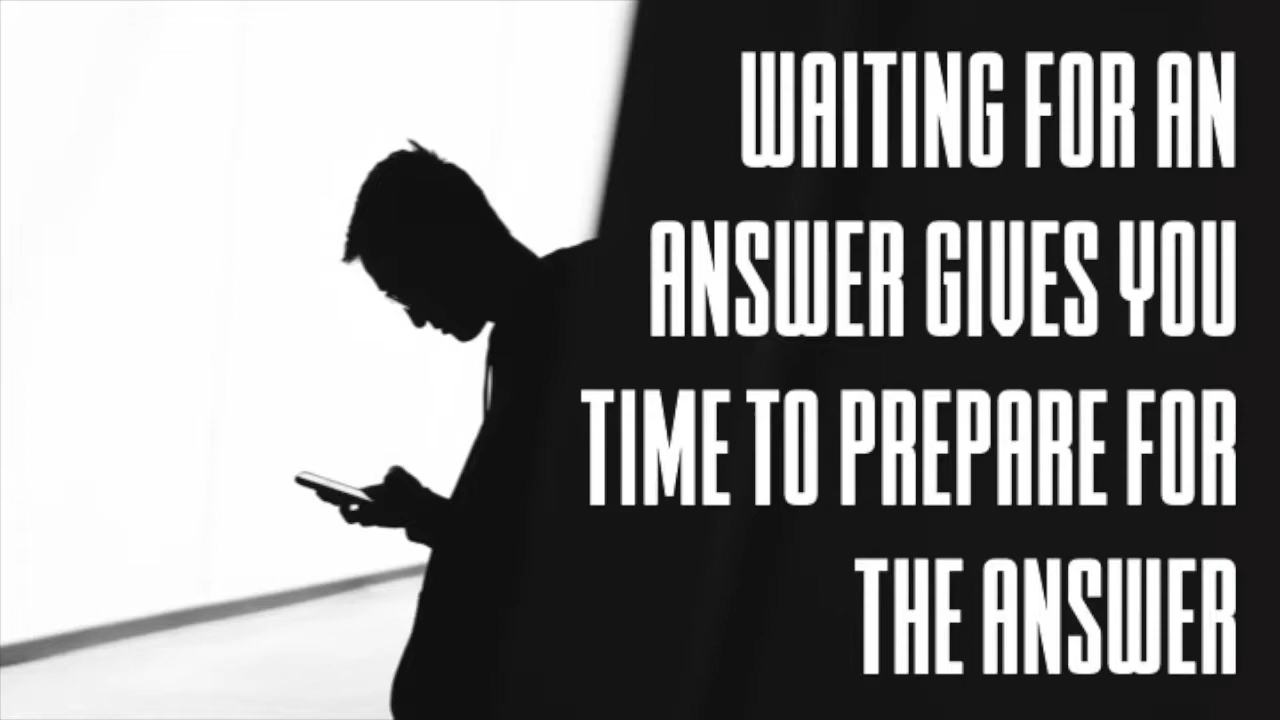 WAITING FOR AN
ANSWER GIVES YOU
TIME TO PREPARE FOR
THE ANSWER